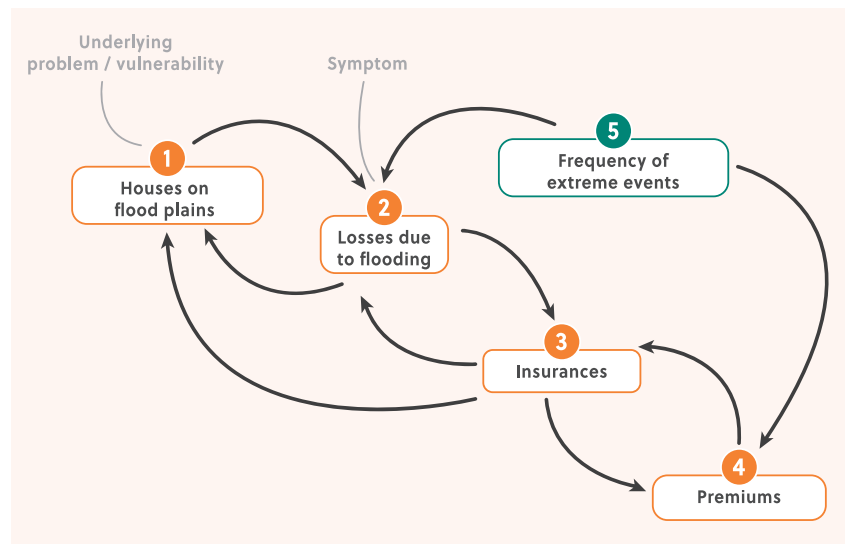 Underlying
problem / vulnerability
Symptom
1
Houses on
flood plains
2
Losses due
to flooding
5
Frequency of
extreme events
3
Insurances
4
Premiums